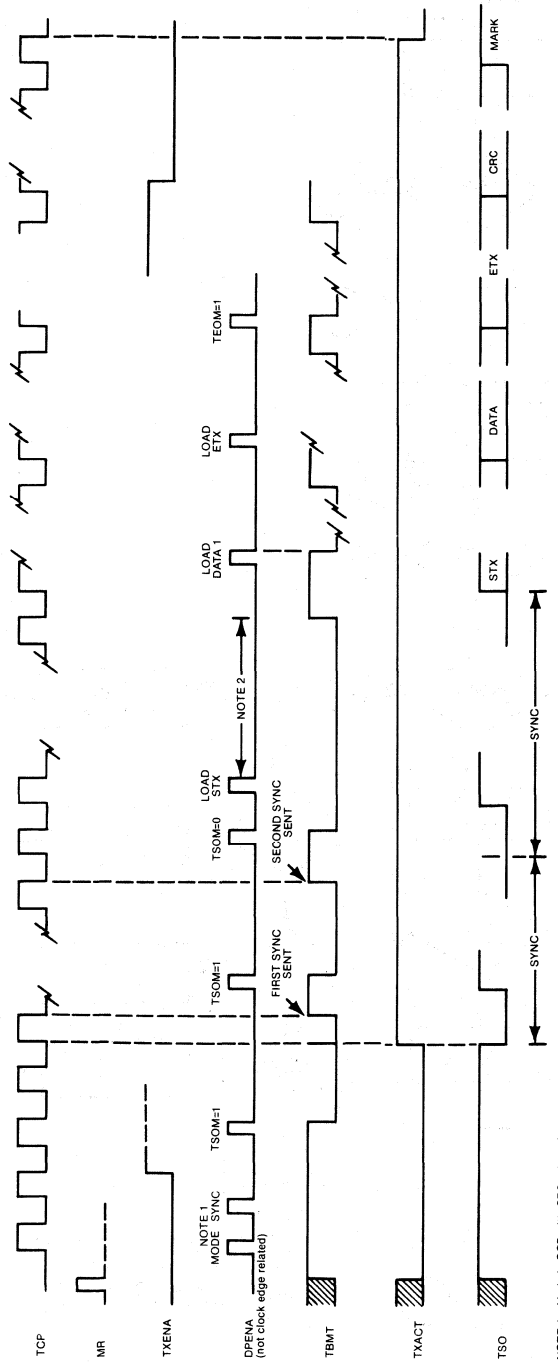 TCP
MR
TXENA
NOTE 1
MODE SYNC
TSOM=1
TSOM=1
TSOM=0
LOAD
STX
NOTE 2
LOAD
DATA 1
LOAD
ETX
TEOM=1
DPENA
(not clock edge related)
FIRST SYNC
SENT
SECOND SYNC
SENT
TBMT
TXACT
TSO
STX
DATA
ETX
CRC
MARK
SYNC
SYNC